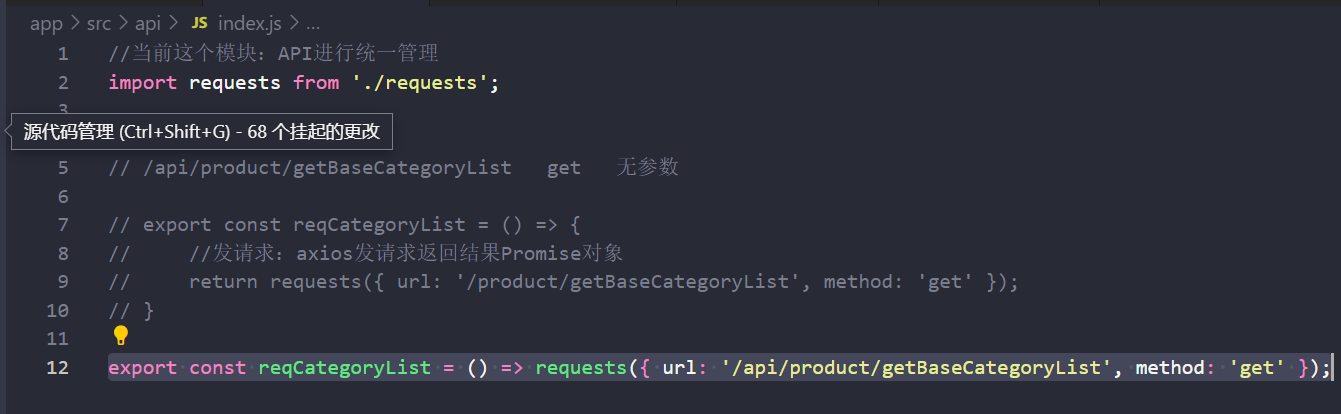 app > src > api > JS index.js > ...
1 //当前这个模块：API进行统一管理
2 import requests from './requests';
3
源代码管理 (Ctrl+Shift+G) - 68 个挂起的更改
5 // /api/product/getBaseCategoryList   get   无参数
6
7 // export const reqCategoryList = () => {
8 //     //发请求：axios发请求返回结果Promise对象
9 //     return requests({ url: '/product/getBaseCategoryList', method: 'get' });
10 // }
11
12 export const reqCategoryList = () => requests({ url: '/api/product/getBaseCategoryList', method: 'get' });